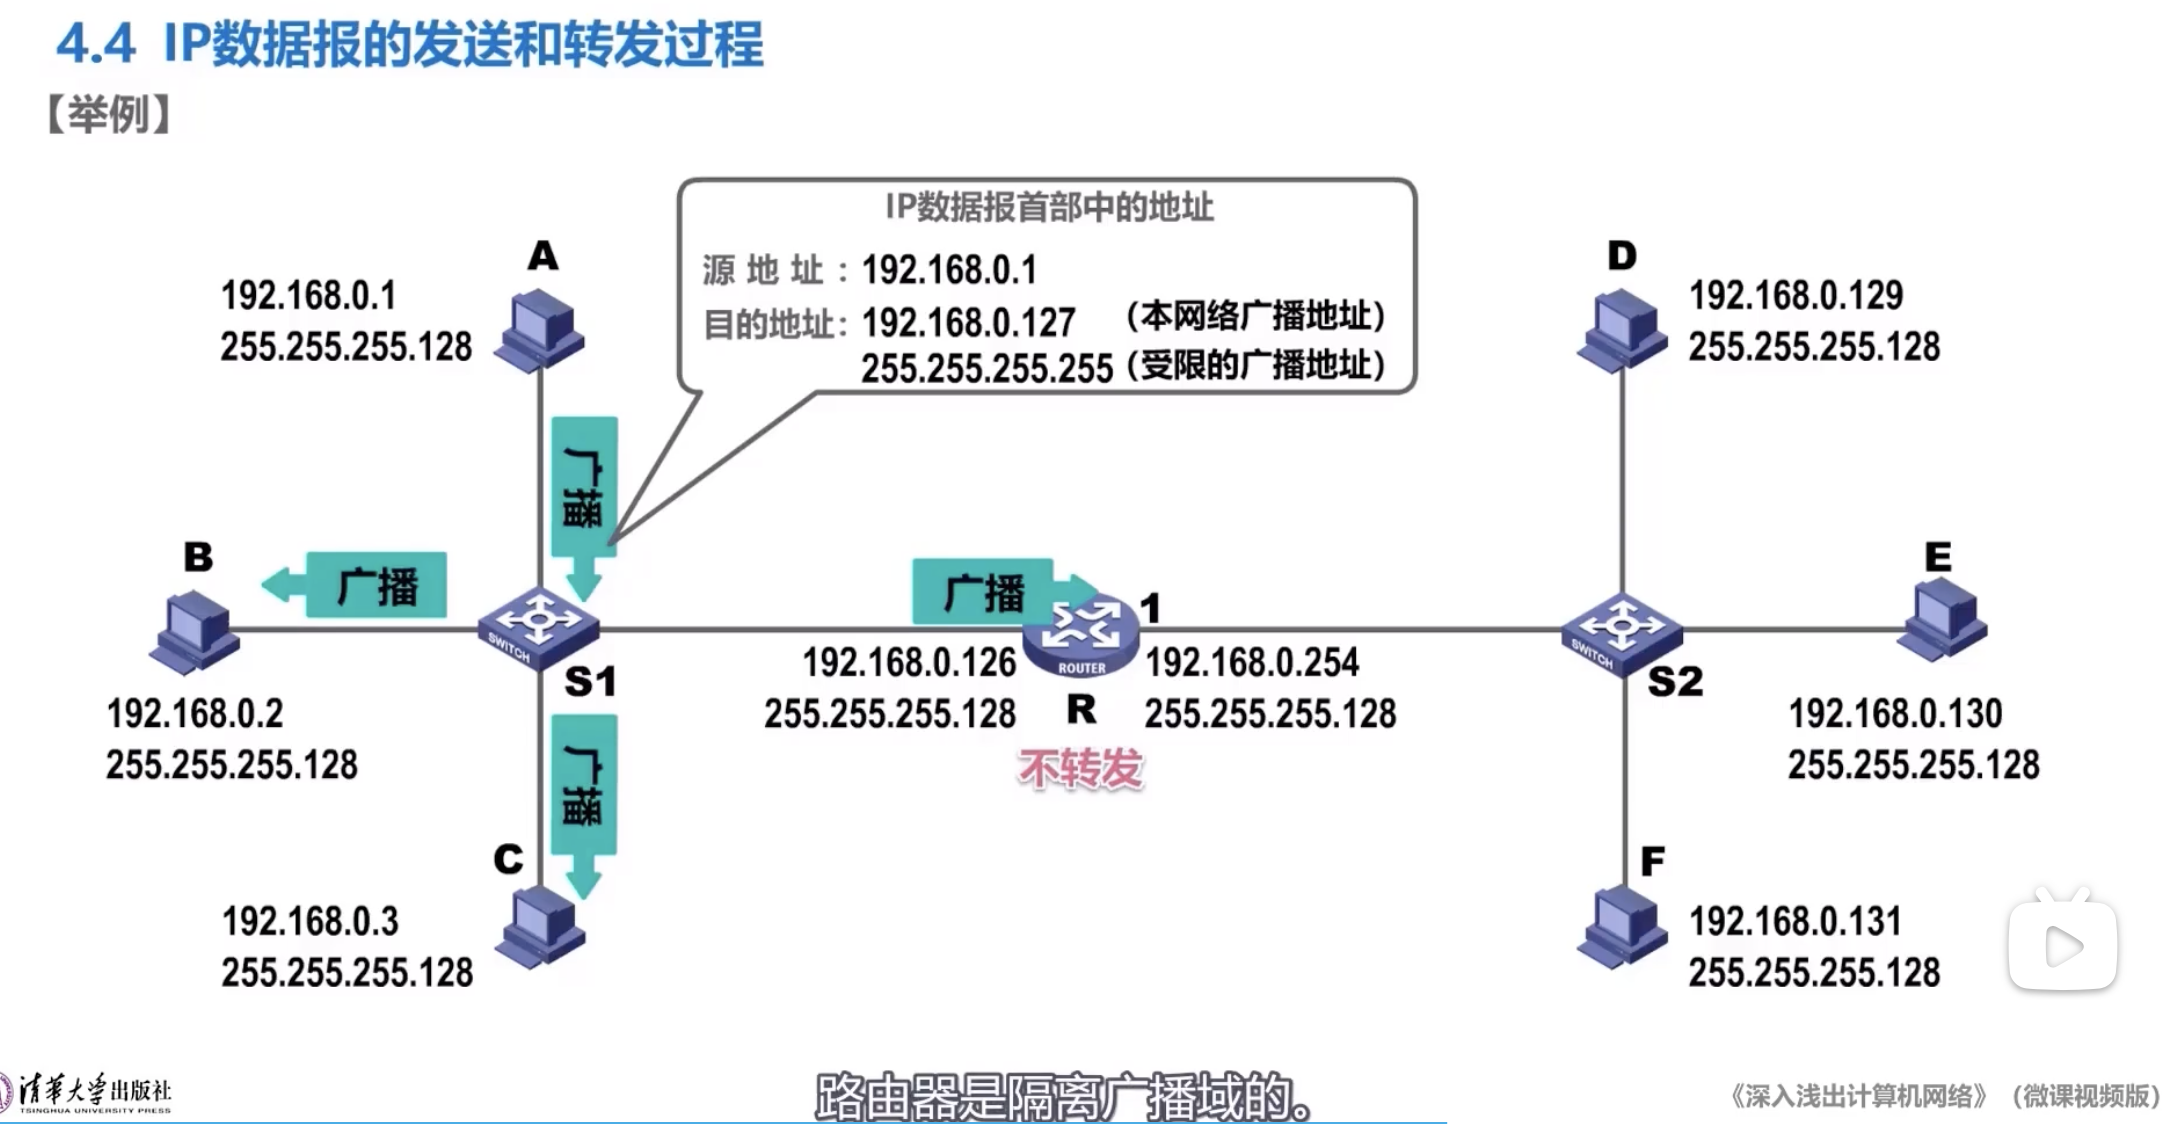 4.4 IP数据报的发送和转发过程
【举例】
IP数据报首部中的地址
源地址：192.168.0.1
目的地址：192.168.0.127 （本网络广播地址）
255.255.255.255（受限的广播地址）
A
192.168.0.1
255.255.255.128
D
192.168.0.129
255.255.255.128
广播
B
广播
192.168.0.2
255.255.255.128
SWITCH
S1
广播
ROUTER
1
192.168.0.126
255.255.255.128
R
192.168.0.254
255.255.255.128
不转发
SWITCH
S2
E
192.168.0.130
255.255.255.128
广播
C
192.168.0.3
255.255.255.128
F
192.168.0.131
255.255.255.128
清华大学出版社
TSINGHUA UNIVERSITY PRESS
路由器是隔离广播域的。
《深入浅出计算机网络》（微课视频版）